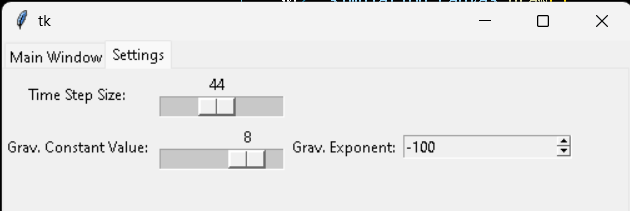 tk
Main Window Settings
44
Time Step Size:
8
Grav. Constant Value: Grav. Exponent: -100